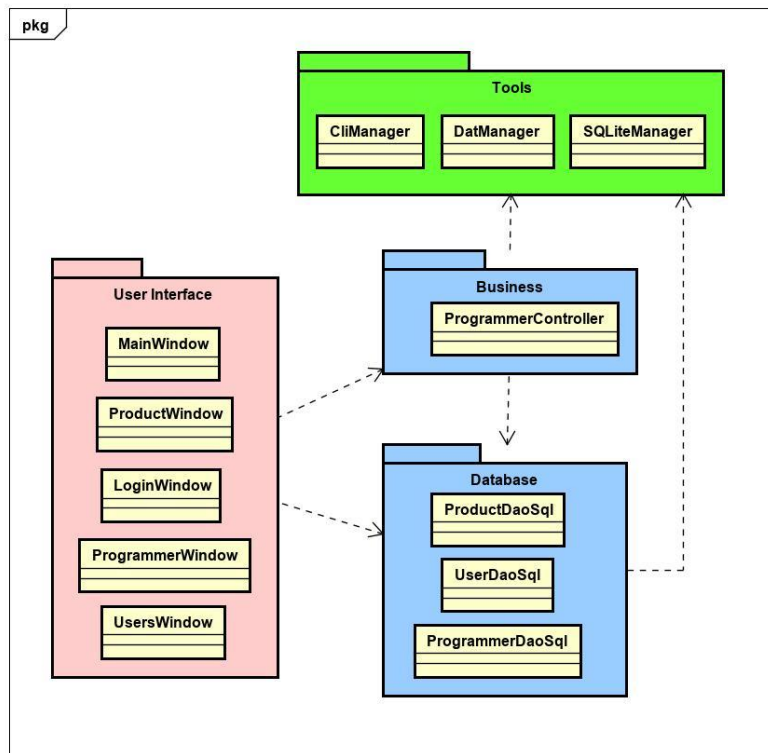 pkg
Tools
CliManager
DatManager
SQLiteManager
User Interface
MainWindow
ProductWindow
LoginWindow
ProgrammerWindow
UsersWindow
Business
ProgrammerController
Database
ProductDaoSql
UserDaoSql
ProgrammerDaoSql